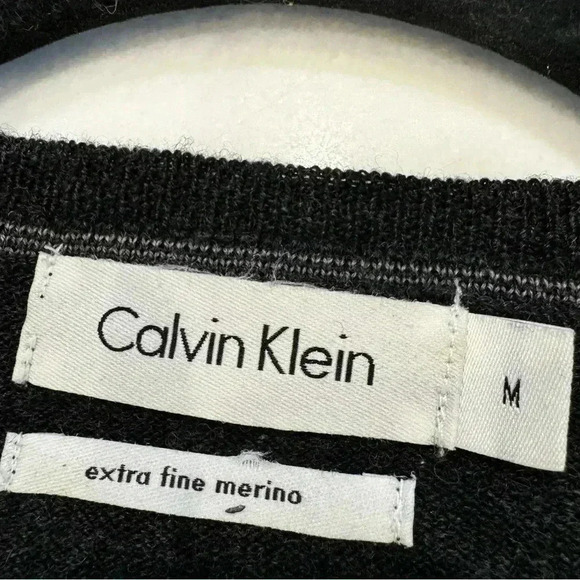 Calvin Klein
M
extra fine merino